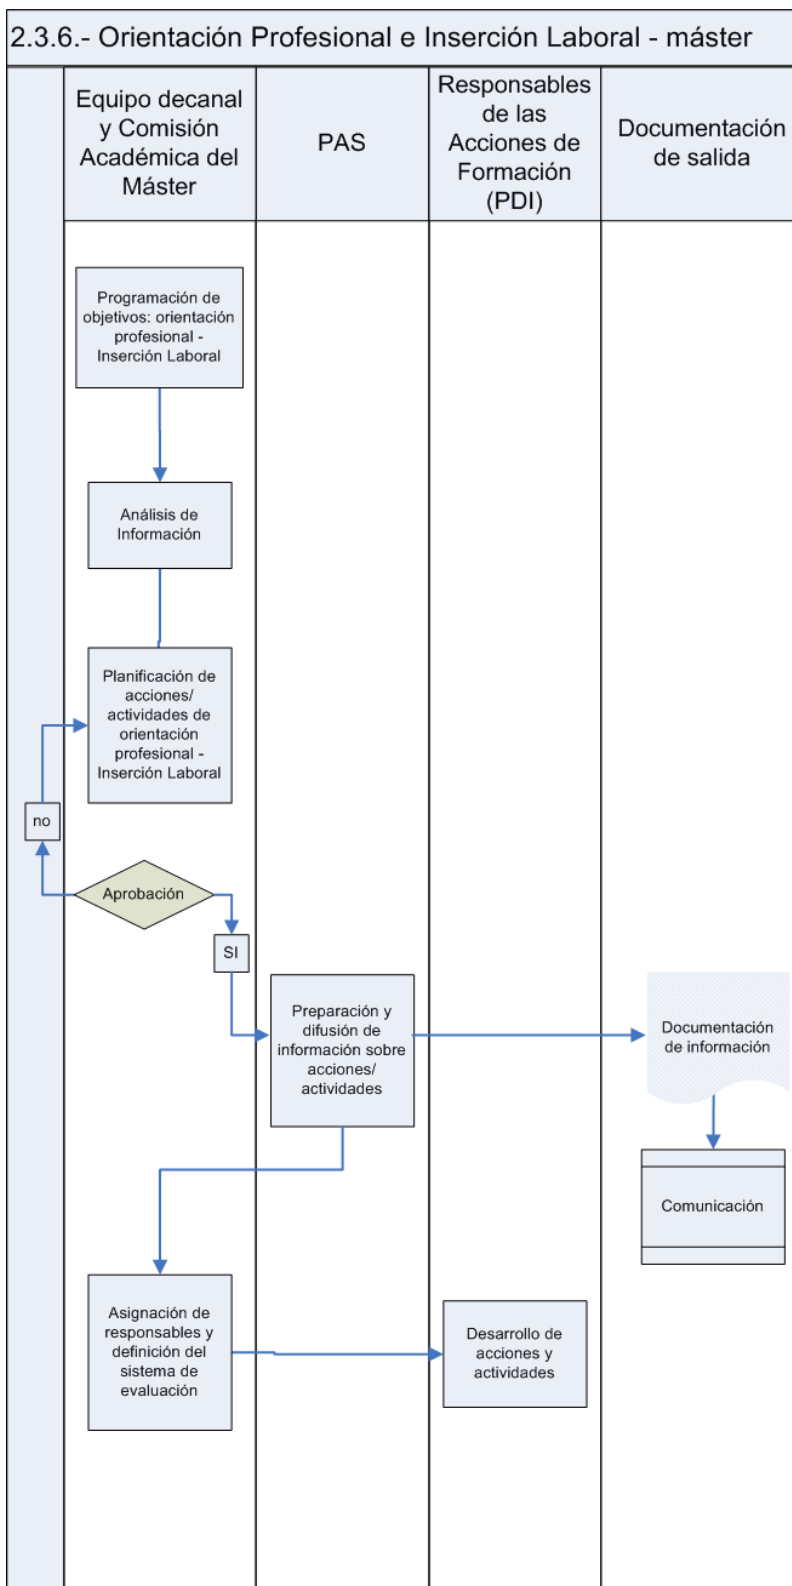 2.3.6.- Orientación Profesional e Inserción Laboral - máster
Equipo decanal
y Comisión
Académica del
Máster
PAS
Responsables
de las
Acciones de
Formación
(PDI)
Documentación
de salida
Programación de
objetivos: orientación
profesional -
Inserción Laboral
Análisis de
Información
Planificación de
acciones/
actividades de
orientación
profesional -
Inserción Laboral
no
Aprobación
SI
Preparación y
difusión de
información sobre
acciones/
actividades
Documentación
de información
Comunicación
Asignación de
responsables y
definición del
sistema de
evaluación
Desarrollo de
acciones y
actividades